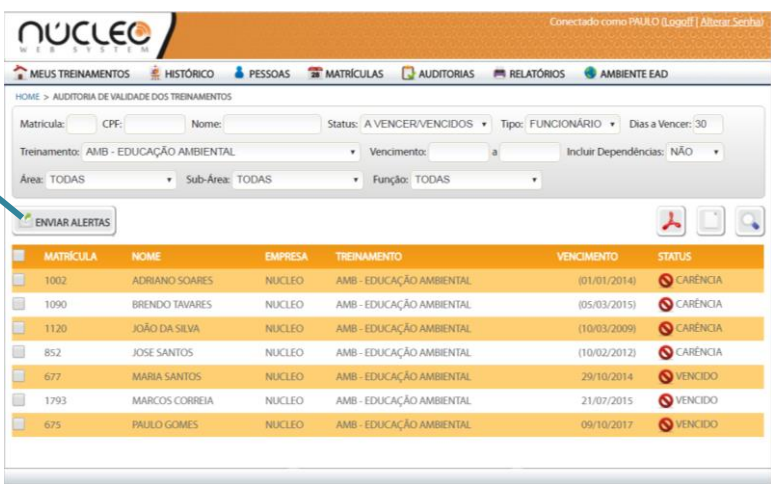 NÚCLEO
WEB SYSTEM
Conectado como PAULO (Logoff | Alterar Senha)
MEUS TREINAMENTOS HISTÓRICO PESSOAS 28 MATRÍCULAS AUDITORIAS RELATÓRIOS AMBIENTE EAD
HOME > AUDITORIA DE VALIDADE DOS TREINAMENTOS
Matrícula: CPF: Nome: Status: A VENCER/VENCIDOS Tipo: FUNCIONÁRIO Dias a Vencer: 30
Treinamento: AMB - EDUCAÇÃO AMBIENTAL Vencimento: a Incluir Dependências: NÃO
Área: TODAS Sub-Área: TODAS Função: TODAS
ENVIAR ALERTAS
MATRÍCULA NOME EMPRESA TREINAMENTO VENCIMENTO STATUS
1002 ADRIANO SOARES NUCLEO AMB - EDUCAÇÃO AMBIENTAL (01/01/2014) CARÊNCIA
1090 BRENDO TAVARES NUCLEO AMB - EDUCAÇÃO AMBIENTAL (05/03/2015) CARÊNCIA
1120 JOÃO DA SILVA NUCLEO AMB - EDUCAÇÃO AMBIENTAL (10/03/2009) CARÊNCIA
852 JOSE SANTOS NUCLEO AMB - EDUCAÇÃO AMBIENTAL (10/02/2012) CARÊNCIA
677 MARIA SANTOS NUCLEO AMB - EDUCAÇÃO AMBIENTAL 29/10/2014 VENCIDO
1793 MARCOS CORREIA NUCLEO AMB - EDUCAÇÃO AMBIENTAL 21/07/2015 VENCIDO
675 PAULO GOMES NUCLEO AMB - EDUCAÇÃO AMBIENTAL 09/10/2017 VENCIDO